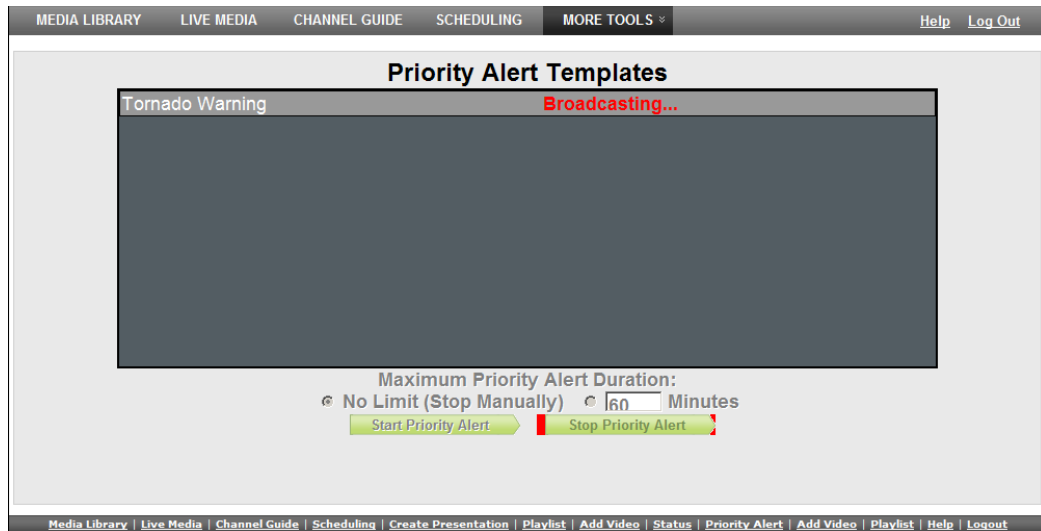 MEDIA LIBRARY LIVE MEDIA CHANNEL GUIDE SCHEDULING MORE TOOLS Help Log Out
Priority Alert Templates
Tornado Warning Broadcasting...
Maximum Priority Alert Duration:
No Limit (Stop Manually) 60 Minutes
Start Priority Alert Stop Priority Alert
Media Library | Live Media | Channel Guide | Scheduling | Create Presentation | Playlist | Add Video | Status | Priority Alert | Add Video | Playlist | Help | Logout